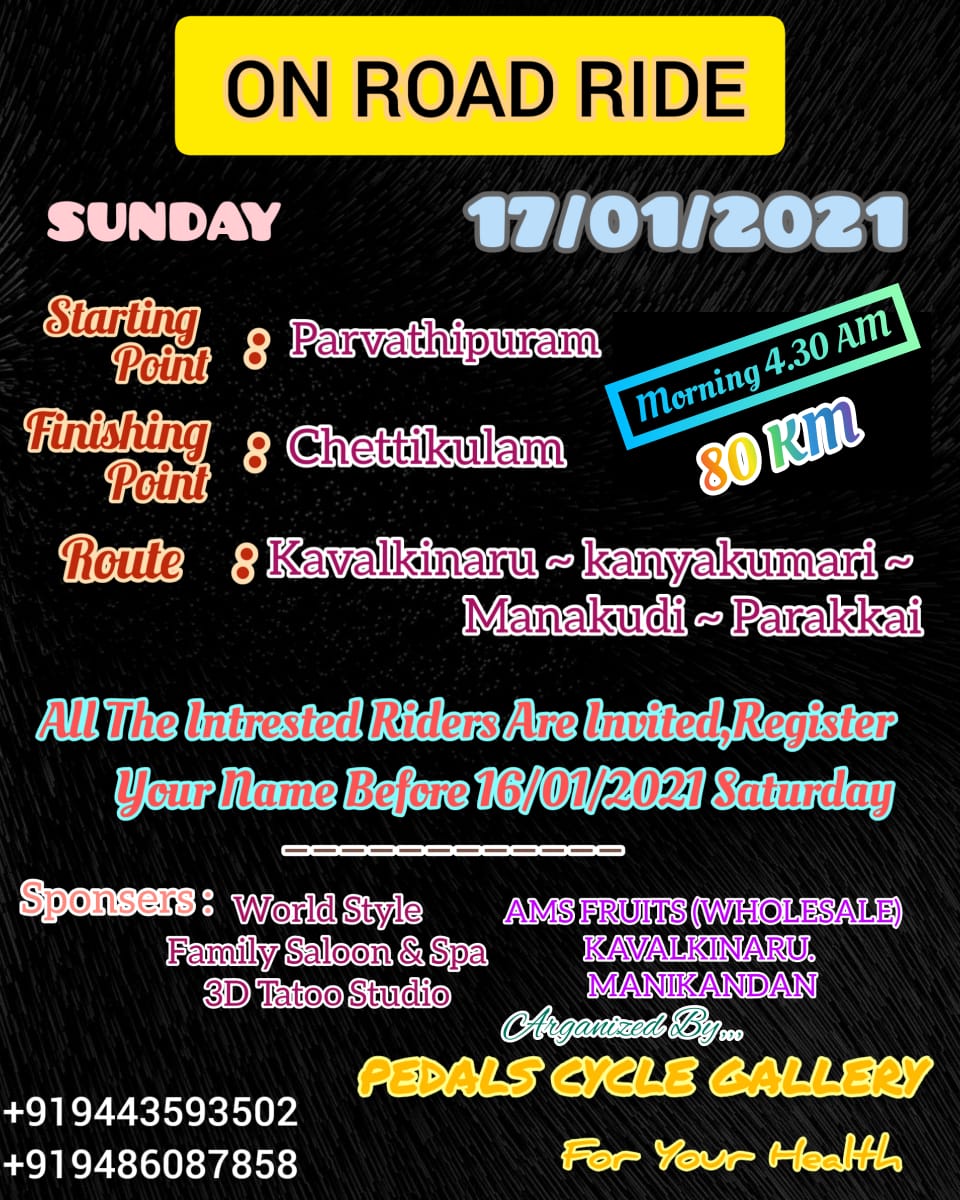 ON ROAD RIDE
SUNDAY 17/01/2021
Starting Point : Parvathipuram
Morning 4.30 AM
80 KM
Finishing Point : Chettikulam
Route : Kavalkinaru ~ kanyakumari ~
Manakudi ~ Parakkai
All The Intrested Riders Are Invited,Register
Your Name Before 16/01/2021 Saturday
-------------
Sponsers : World Style
Family Saloon & Spa
3D Tatoo Studio
AMS FRUITS (WHOLESALE)
KAVALKINARU.
MANIKANDAN
Arganized By,,,
PEDALS CYCLE GALLERY
For Your Health
+919443593502
+919486087858